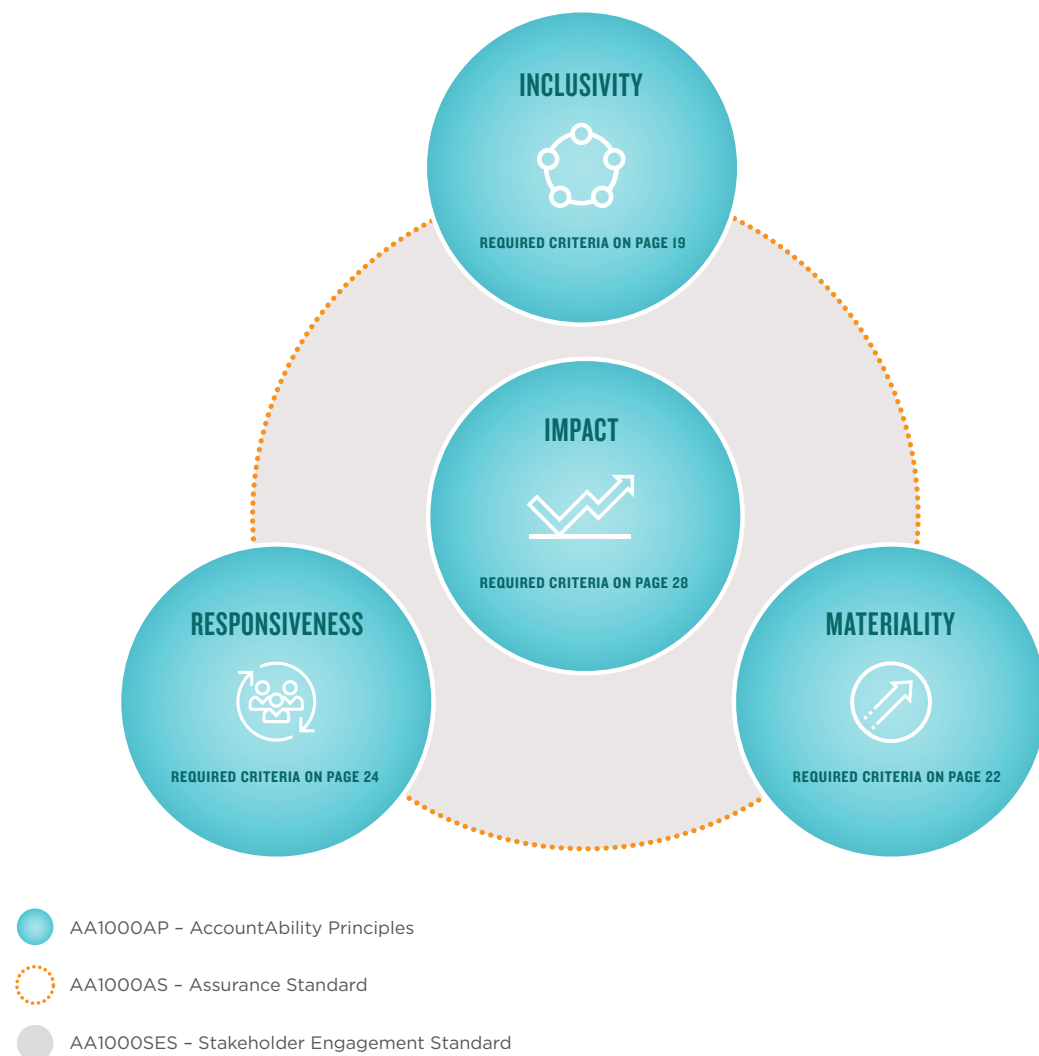 INCLUSIVITY
REQUIRED CRITERIA ON PAGE 19
IMPACT
REQUIRED CRITERIA ON PAGE 28
RESPONSIVENESS
REQUIRED CRITERIA ON PAGE 24
MATERIALITY
REQUIRED CRITERIA ON PAGE 22
AA1000AP – AccountAbility Principles
AA1000AS – Assurance Standard
AA1000SES – Stakeholder Engagement Standard